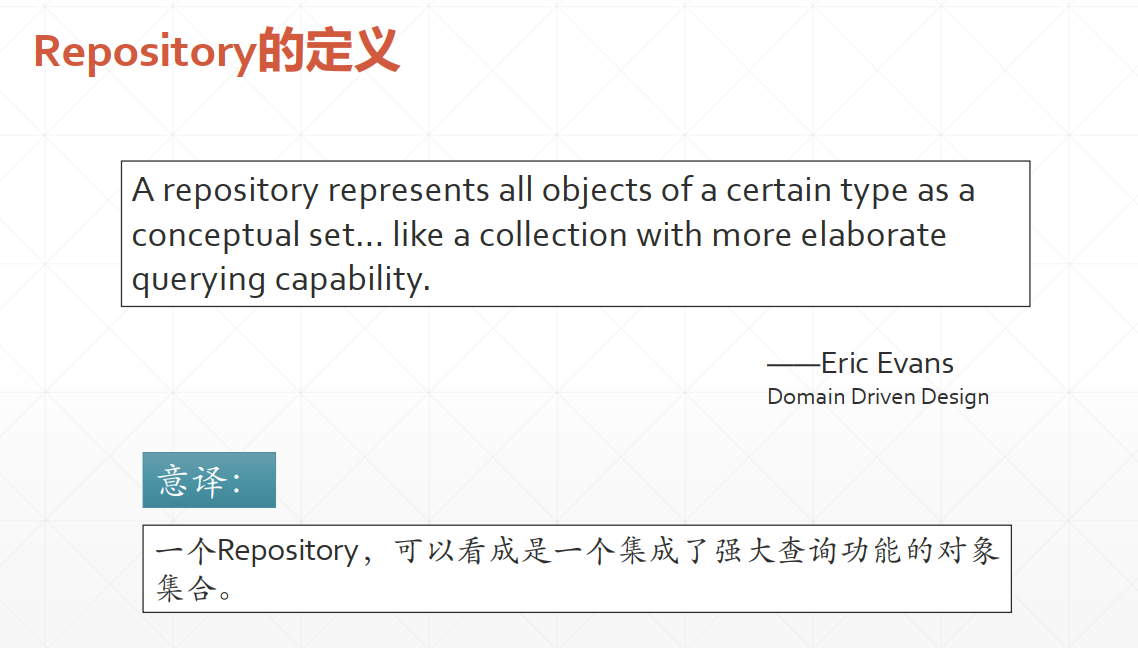 Repository的定义
A repository represents all objects of a certain type as a
conceptual set... like a collection with more elaborate
querying capability.
——Eric Evans
Domain Driven Design
意译：
一个Repository，可以看成是一个集成了强大查询功能的对象
集合。